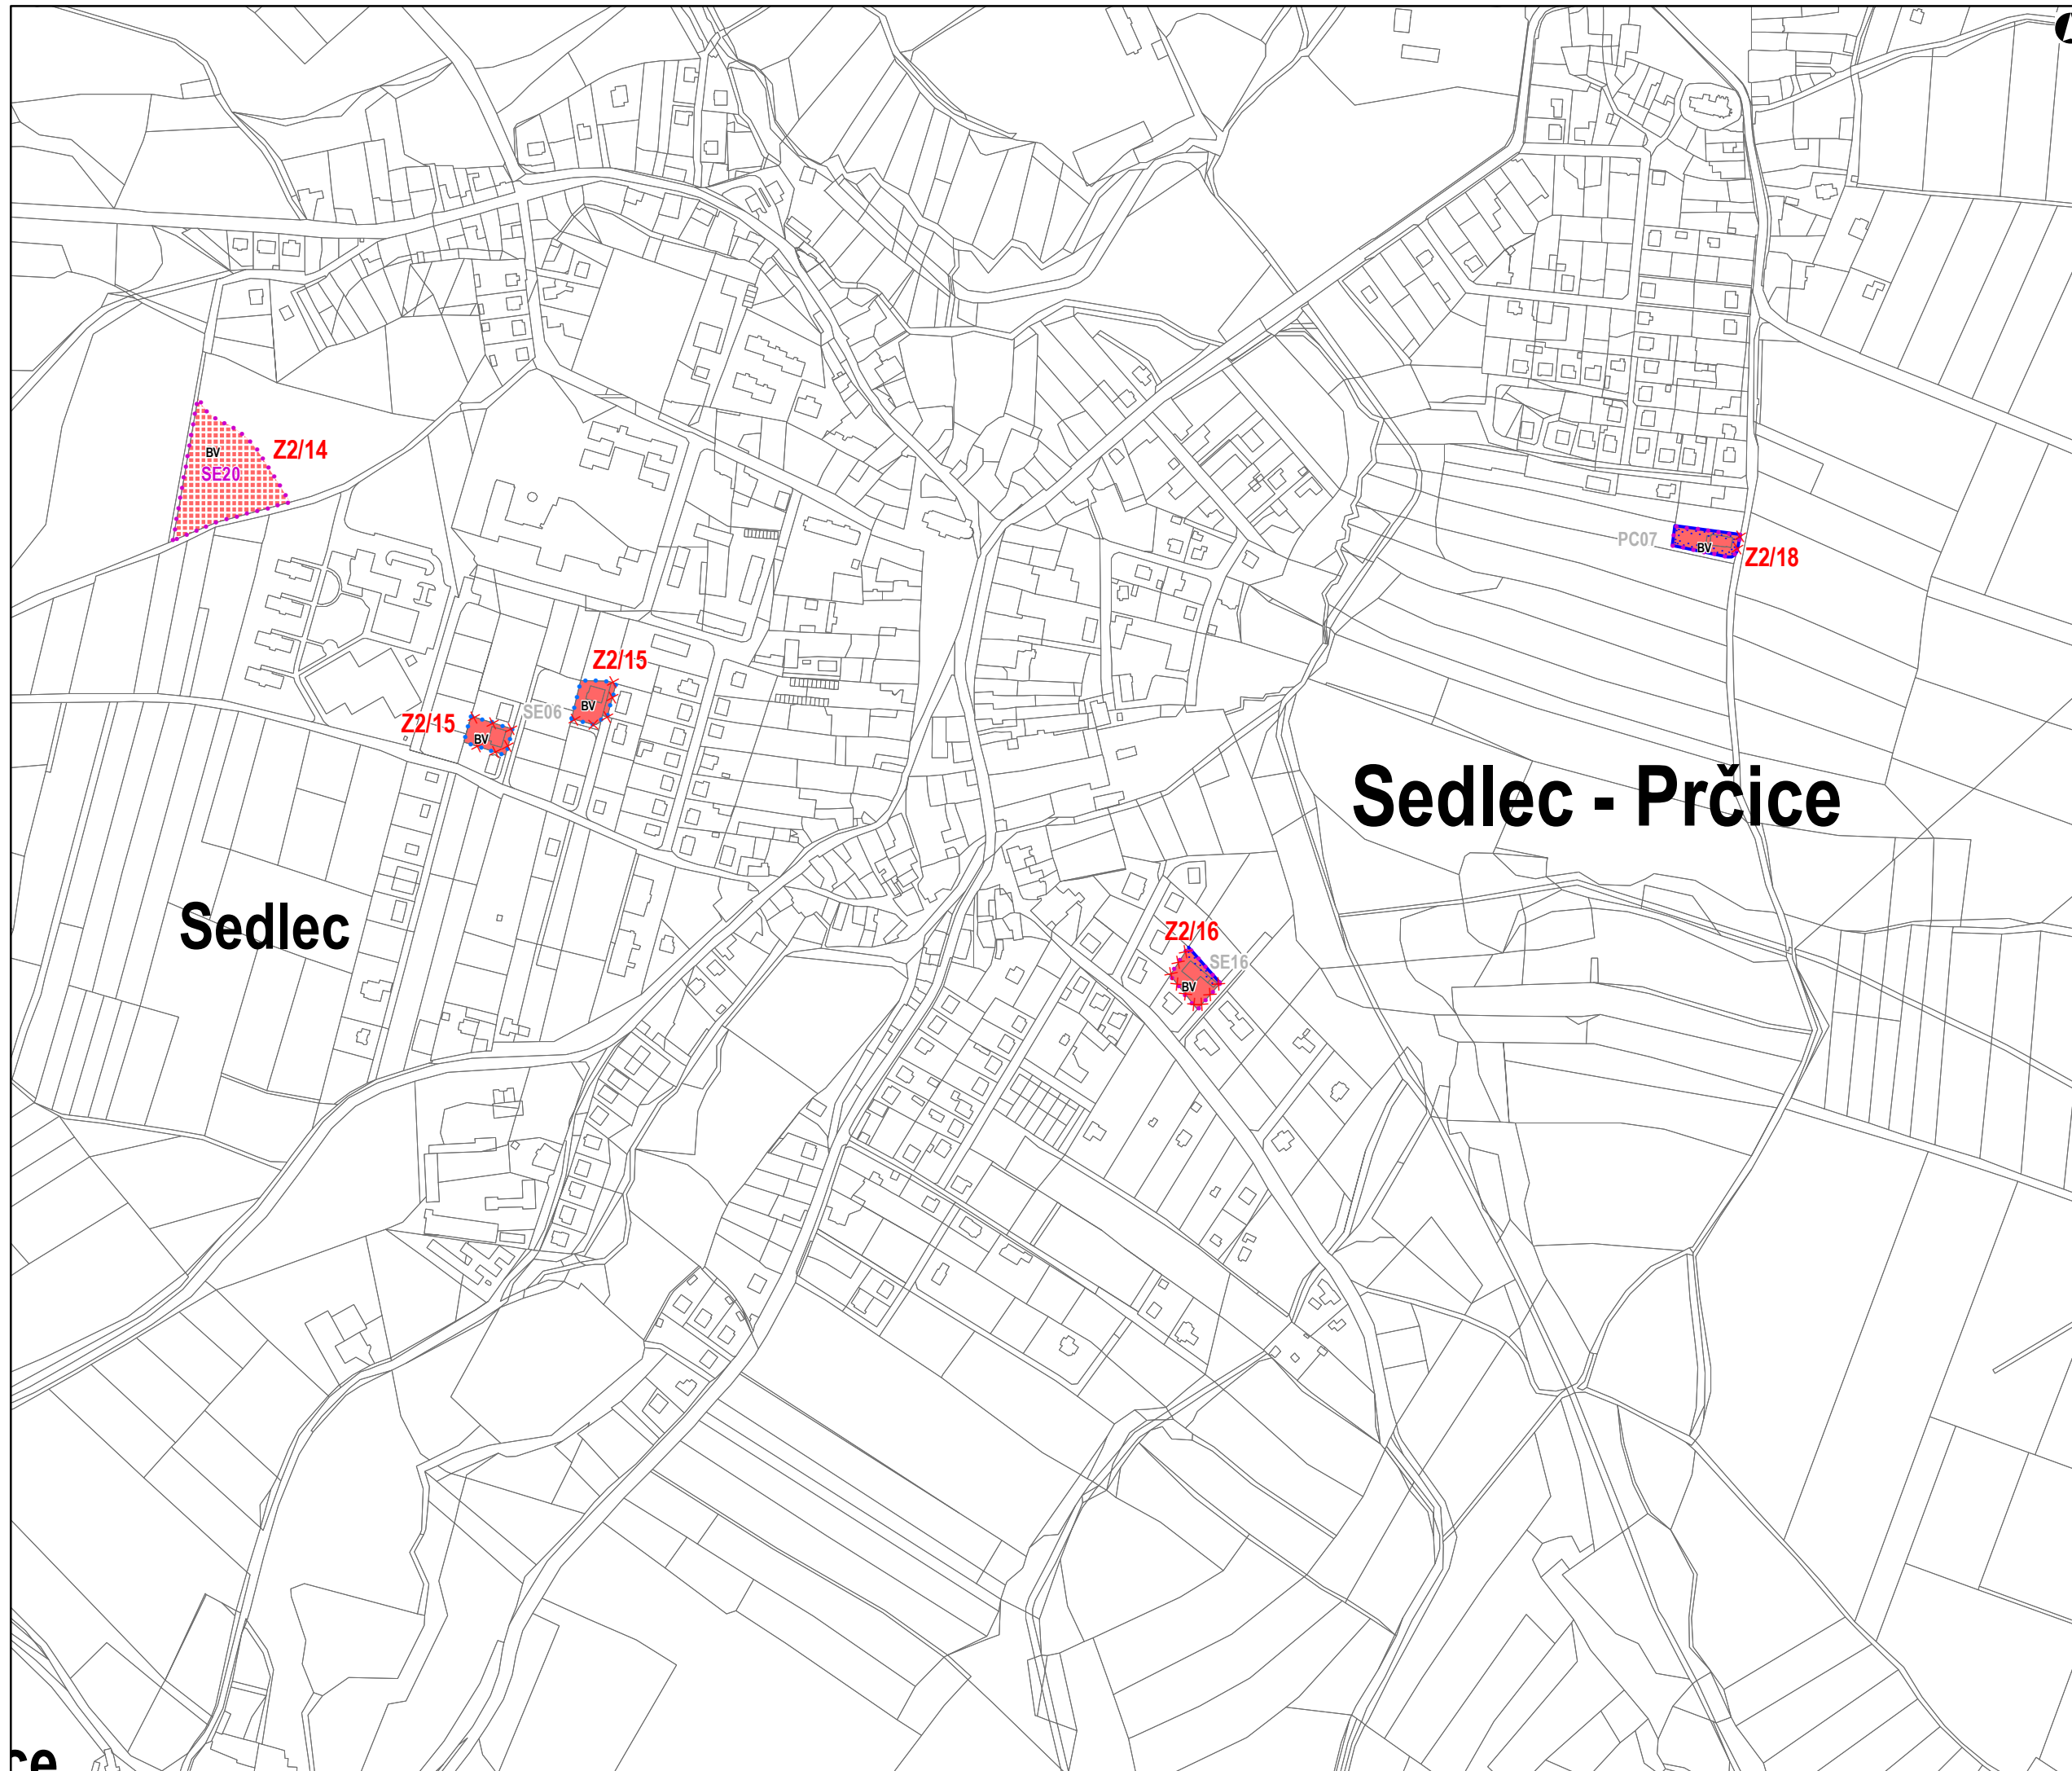 Z2/14
BV
SE20
PC07
BV
Z2/18
Z2/15
SE06
BV
Z2/15
BV
Sedlec - Prčice
Sedlec
Z2/16
SE16
BV